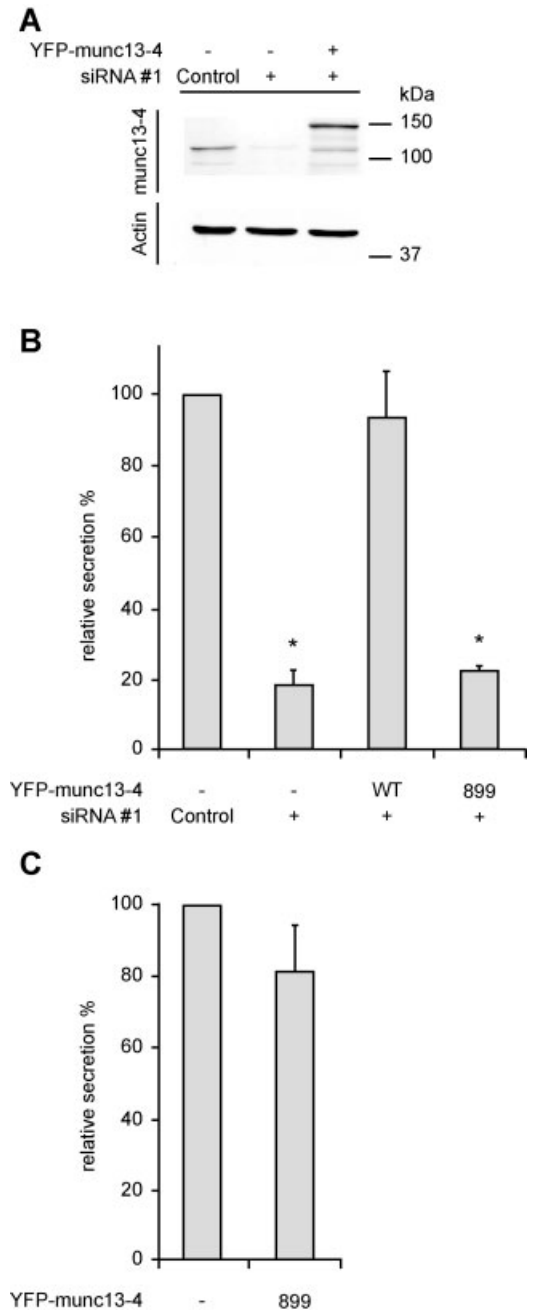 A
YFP-munc13-4 - - +
siRNA #1 Control + +
kDa
munc13-4
150
100
Actin
37
B
relative secretion %
100
80
60
40
20
0
* *
YFP-munc13-4 - - WT 899
siRNA #1 Control + + +
C
relative secretion %
100
80
60
40
20
0
YFP-munc13-4 - 899